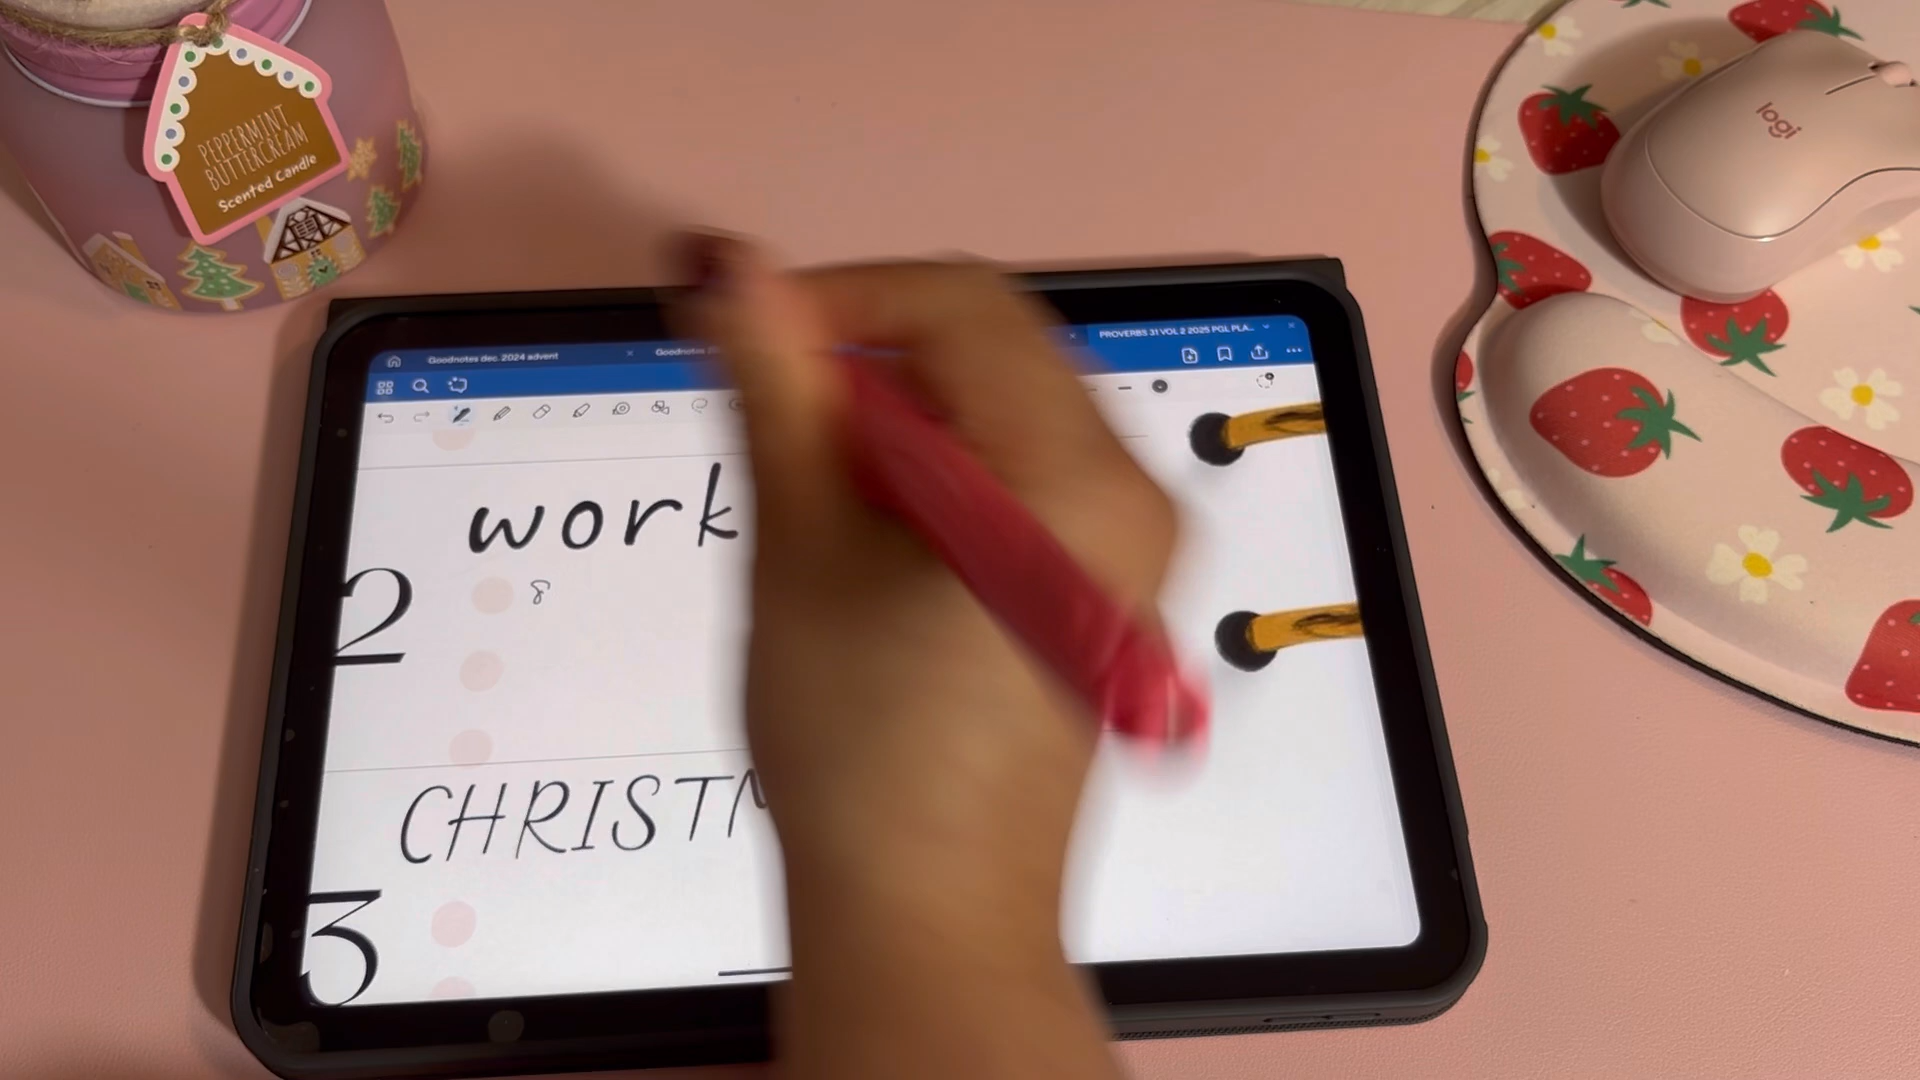 PEPPERMINT
BUTTERCREAM
Scented Candle
logi
Goodnotes dec. 2024 advent
Goodnotes
PROVERBS 31 VOL 2 2025 PGL PLA...
work
8
2
CHRIST
3